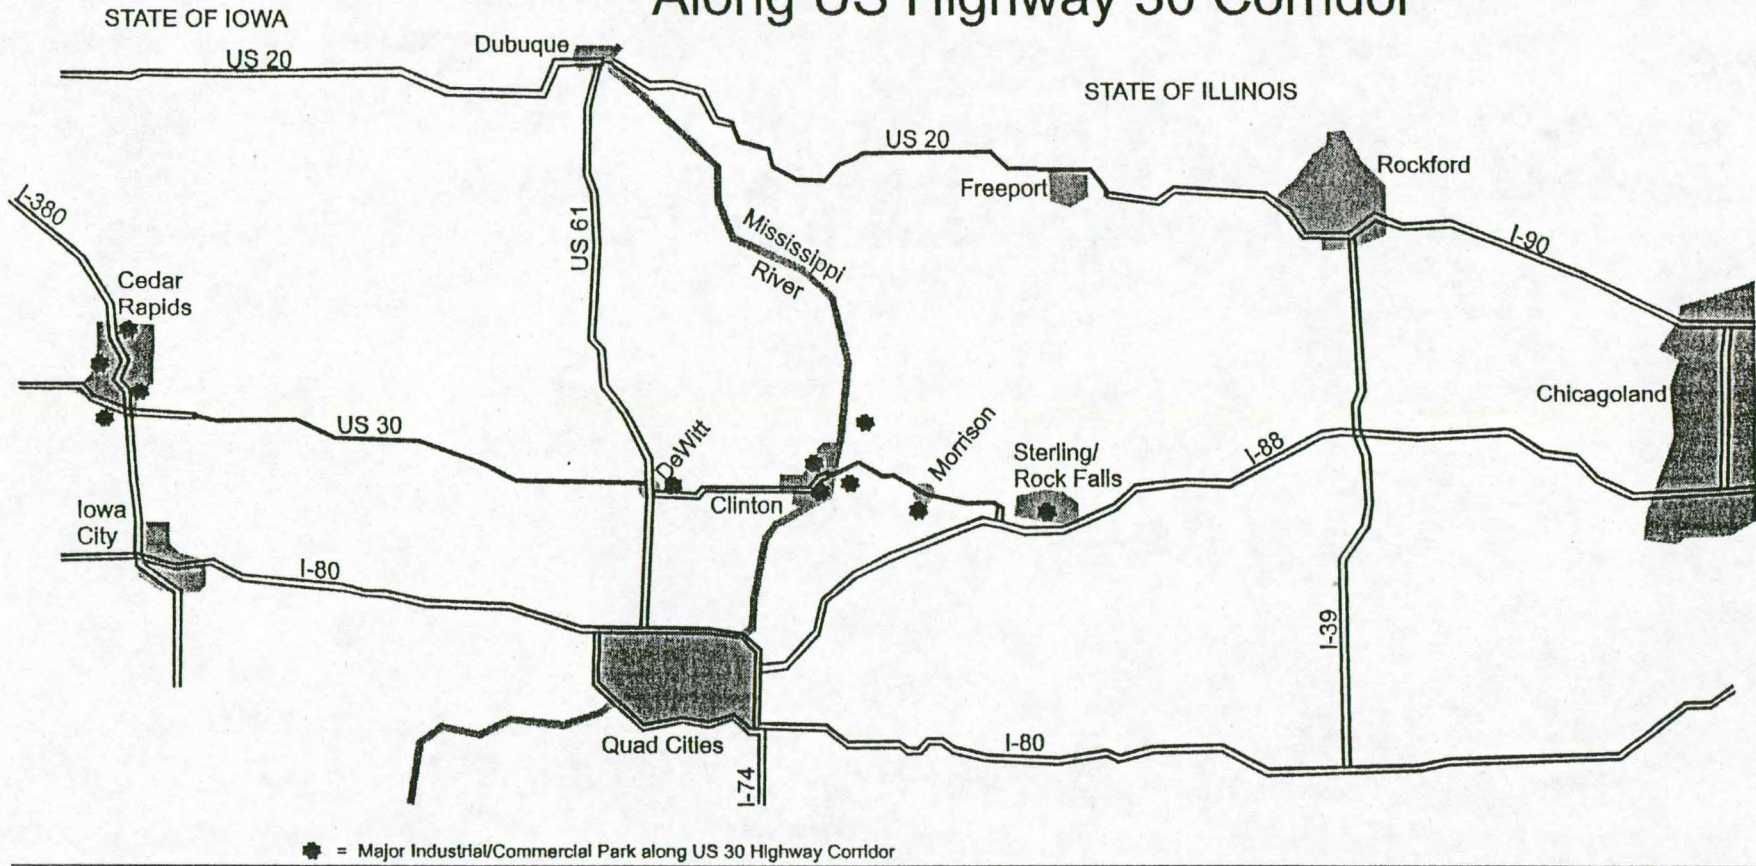 Along US Highway 30 Corridor
STATE OF IOWA
Dubuque
US 20
STATE OF ILLINOIS
US 20
Rockford
Freeport
I-380
US 61
Mississippi
River
I-90
Cedar
Rapids
Chicagoland
US 30
DeWitt
Morrison
Sterling/
Rock Falls
I-88
Clinton
Iowa
City
I-80
I-39
Quad Cities
I-80
I-74
= Major Industrial/Commercial Park along US 30 Highway Corridor